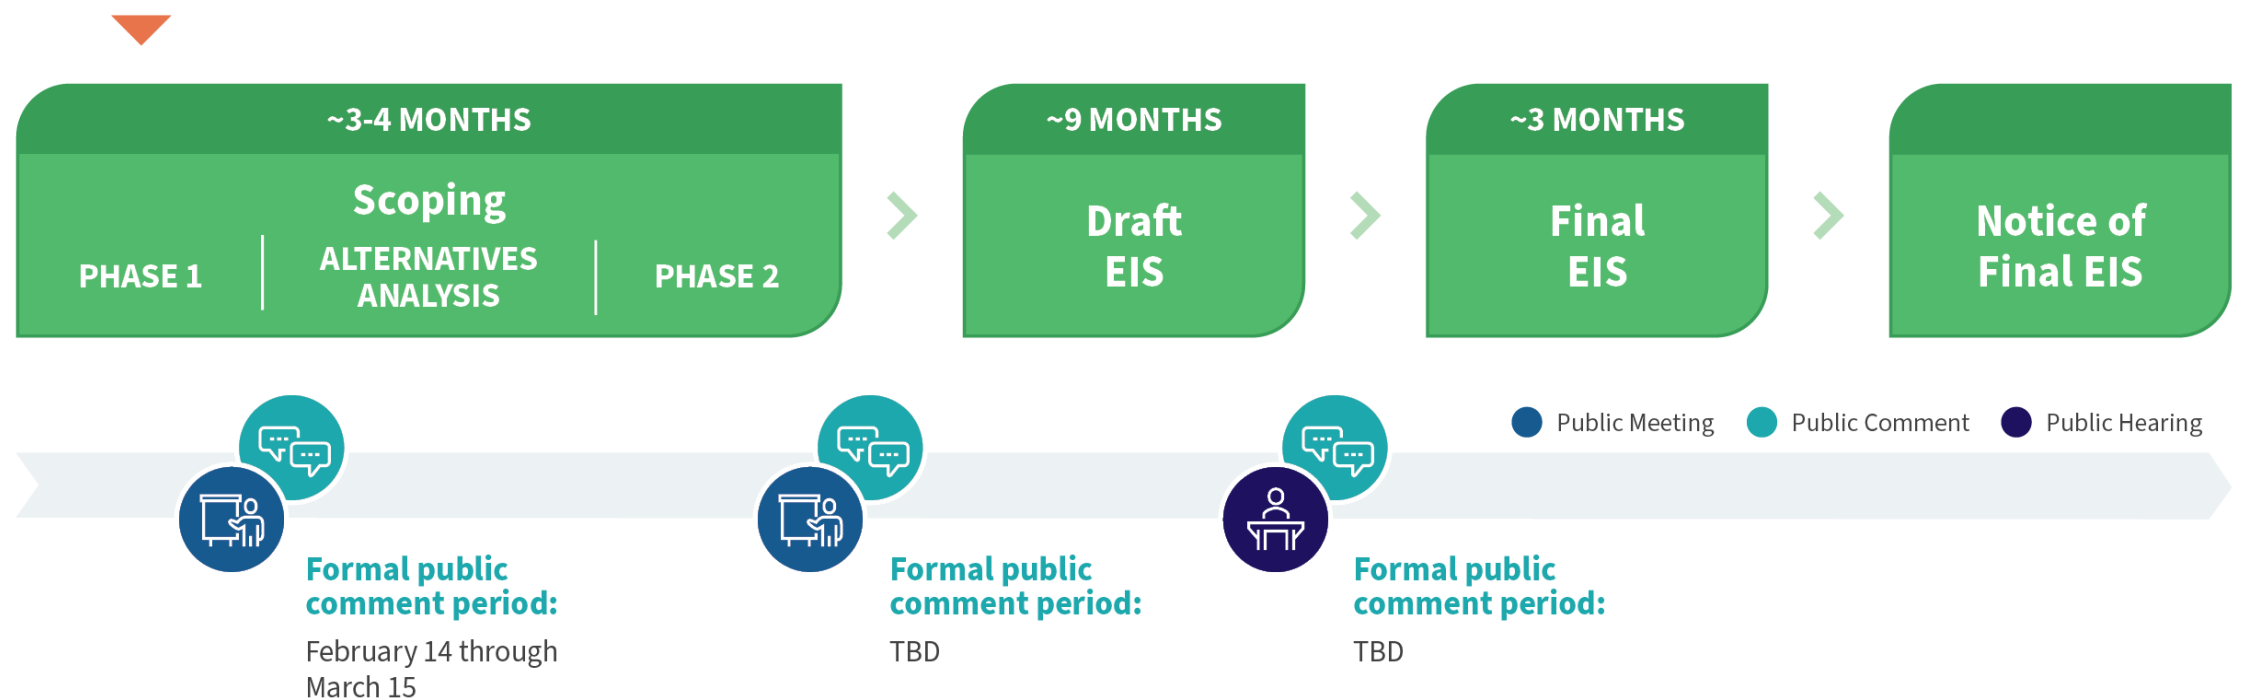 ~3-4 MONTHS
Scoping
PHASE 1
ALTERNATIVES
ANALYSIS
PHASE 2
~9 MONTHS
Draft
EIS
~3 MONTHS
Final
EIS
Notice of
Final EIS
Public Meeting
Public Comment
Public Hearing
Formal public
comment period:
February 14 through
March 15
Formal public
comment period:
TBD
Formal public
comment period:
TBD